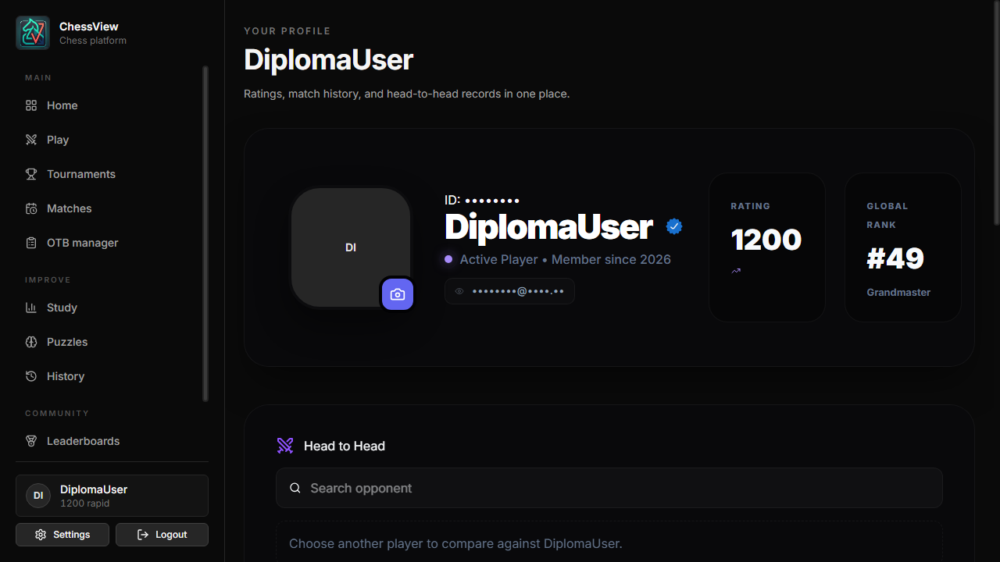 ChessView
Chess platform
MAIN
Home
Play
Tournaments
Matches
OTB manager
IMPROVE
Study
Puzzles
History
COMMUNITY
Leaderboards
DI
DiplomaUser
1200 rapid
Settings
Logout
YOUR PROFILE
DiplomaUser
Ratings, match history, and head-to-head records in one place.
DI
ID: ••••••••
DiplomaUser
Active Player • Member since 2026
••••••••@••••.••
RATING
1200
GLOBAL
RANK
#49
Grandmaster
Head to Head
Search opponent
Choose another player to compare against DiplomaUser.